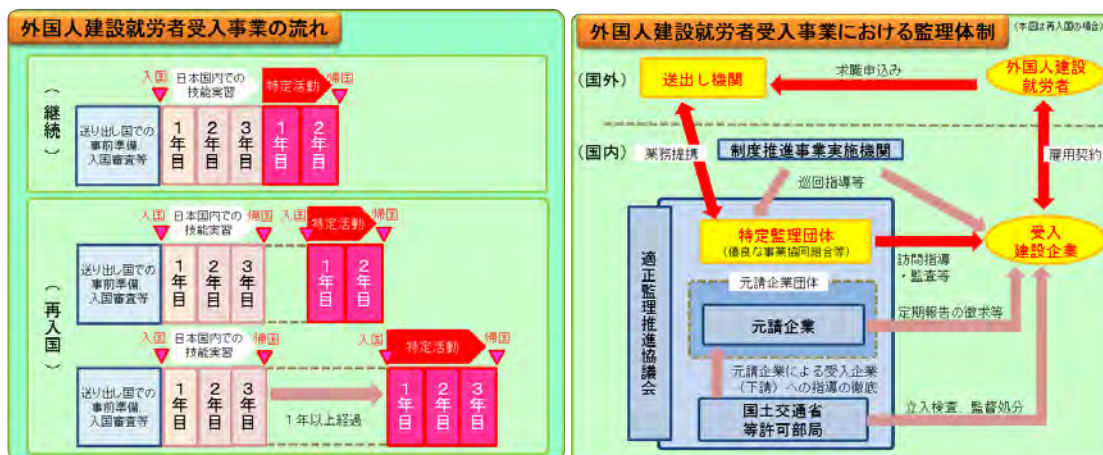 外国人建設就労者受入事業の流れ
（継続）
送り出し国での
事前準備、
入国審査等
入国
日本国内での
技能実習
特定活動
帰国
1年目
2年目
3年目
1年目
2年目
（再入国）
送り出し国での
事前準備、
入国審査等
入国
日本国内での
技能実習
帰国
入国
特定活動
帰国
1年目
2年目
3年目
1年目
2年目
送り出し国での
事前準備、
入国審査等
入国
日本国内での
技能実習
帰国
入国
特定活動
帰国
1年目
2年目
3年目
1年以上経過
1年目
2年目
3年目
外国人建設就労者受入事業における監理体制
（本図は再入国の場合）
（国外）
送出し機関
求職申込み
外国人建設
就労者
（国内）
業務提携
制度推進事業実施機関
雇用契約
巡回指導等
適正監理推進協議会
特定監理団体
（優良な事業協同組合等）
受入
建設企業
訪問指導
・監査等
元請企業団体
元請企業
定期報告の徴求等
元請企業による受入企業
（下請）への指導の徹底
国土交通省
等許可部局
立入検査、監督処分